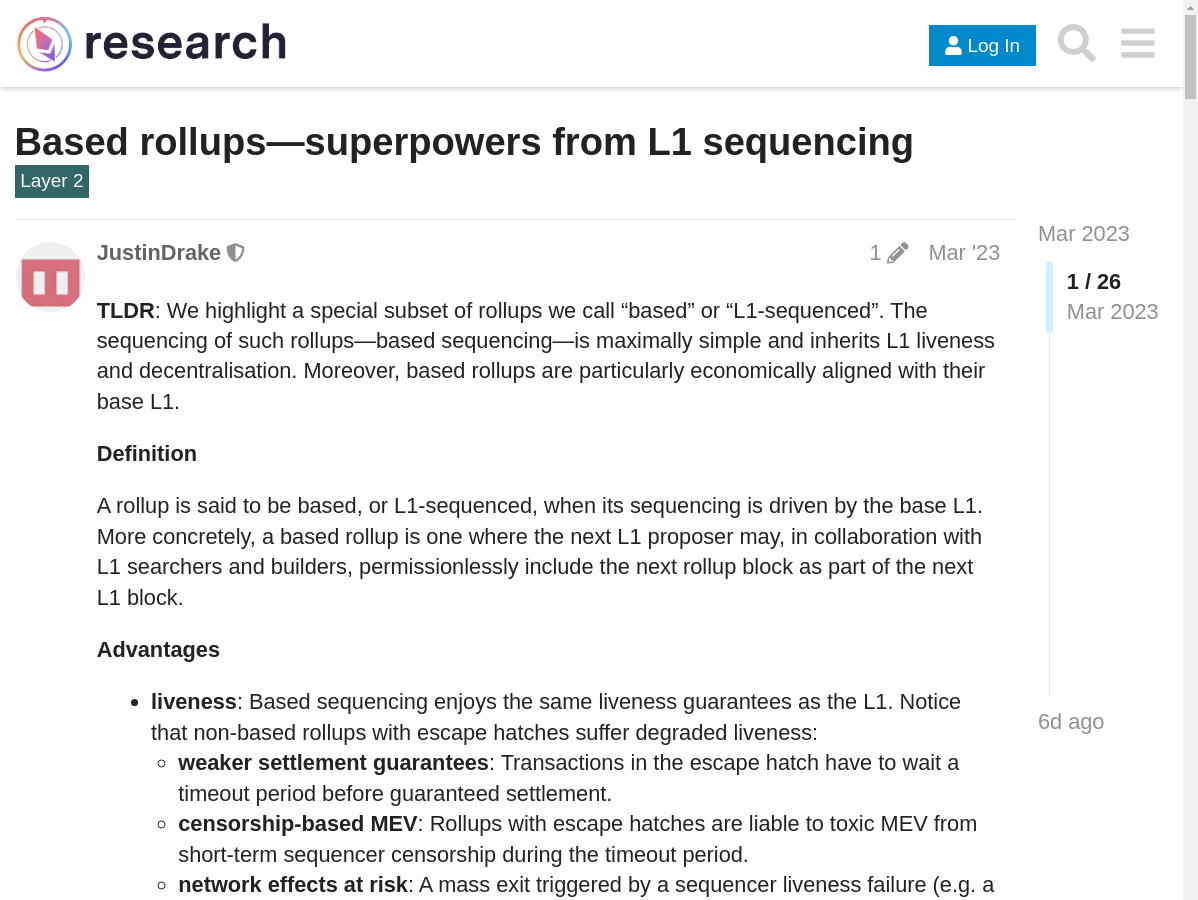 research
Log In
Based rollups—superpowers from L1 sequencing
Layer 2
JustinDrake
1
Mar '23
TLDR: We highlight a special subset of rollups we call “based” or “L1-sequenced”. The
sequencing of such rollups—based sequencing—is maximally simple and inherits L1 liveness
and decentralisation. Moreover, based rollups are particularly economically aligned with their
base L1.
Definition
A rollup is said to be based, or L1-sequenced, when its sequencing is driven by the base L1.
More concretely, a based rollup is one where the next L1 proposer may, in collaboration with
L1 searchers and builders, permissionlessly include the next rollup block as part of the next
L1 block.
Advantages
• liveness: Based sequencing enjoys the same liveness guarantees as the L1. Notice
that non-based rollups with escape hatches suffer degraded liveness:
◦ weaker settlement guarantees: Transactions in the escape hatch have to wait a
timeout period before guaranteed settlement.
◦ censorship-based MEV: Rollups with escape hatches are liable to toxic MEV from
short-term sequencer censorship during the timeout period.
◦ network effects at risk: A mass exit triggered by a sequencer liveness failure (e.g. a
Mar 2023
1 / 26
Mar 2023
6d ago